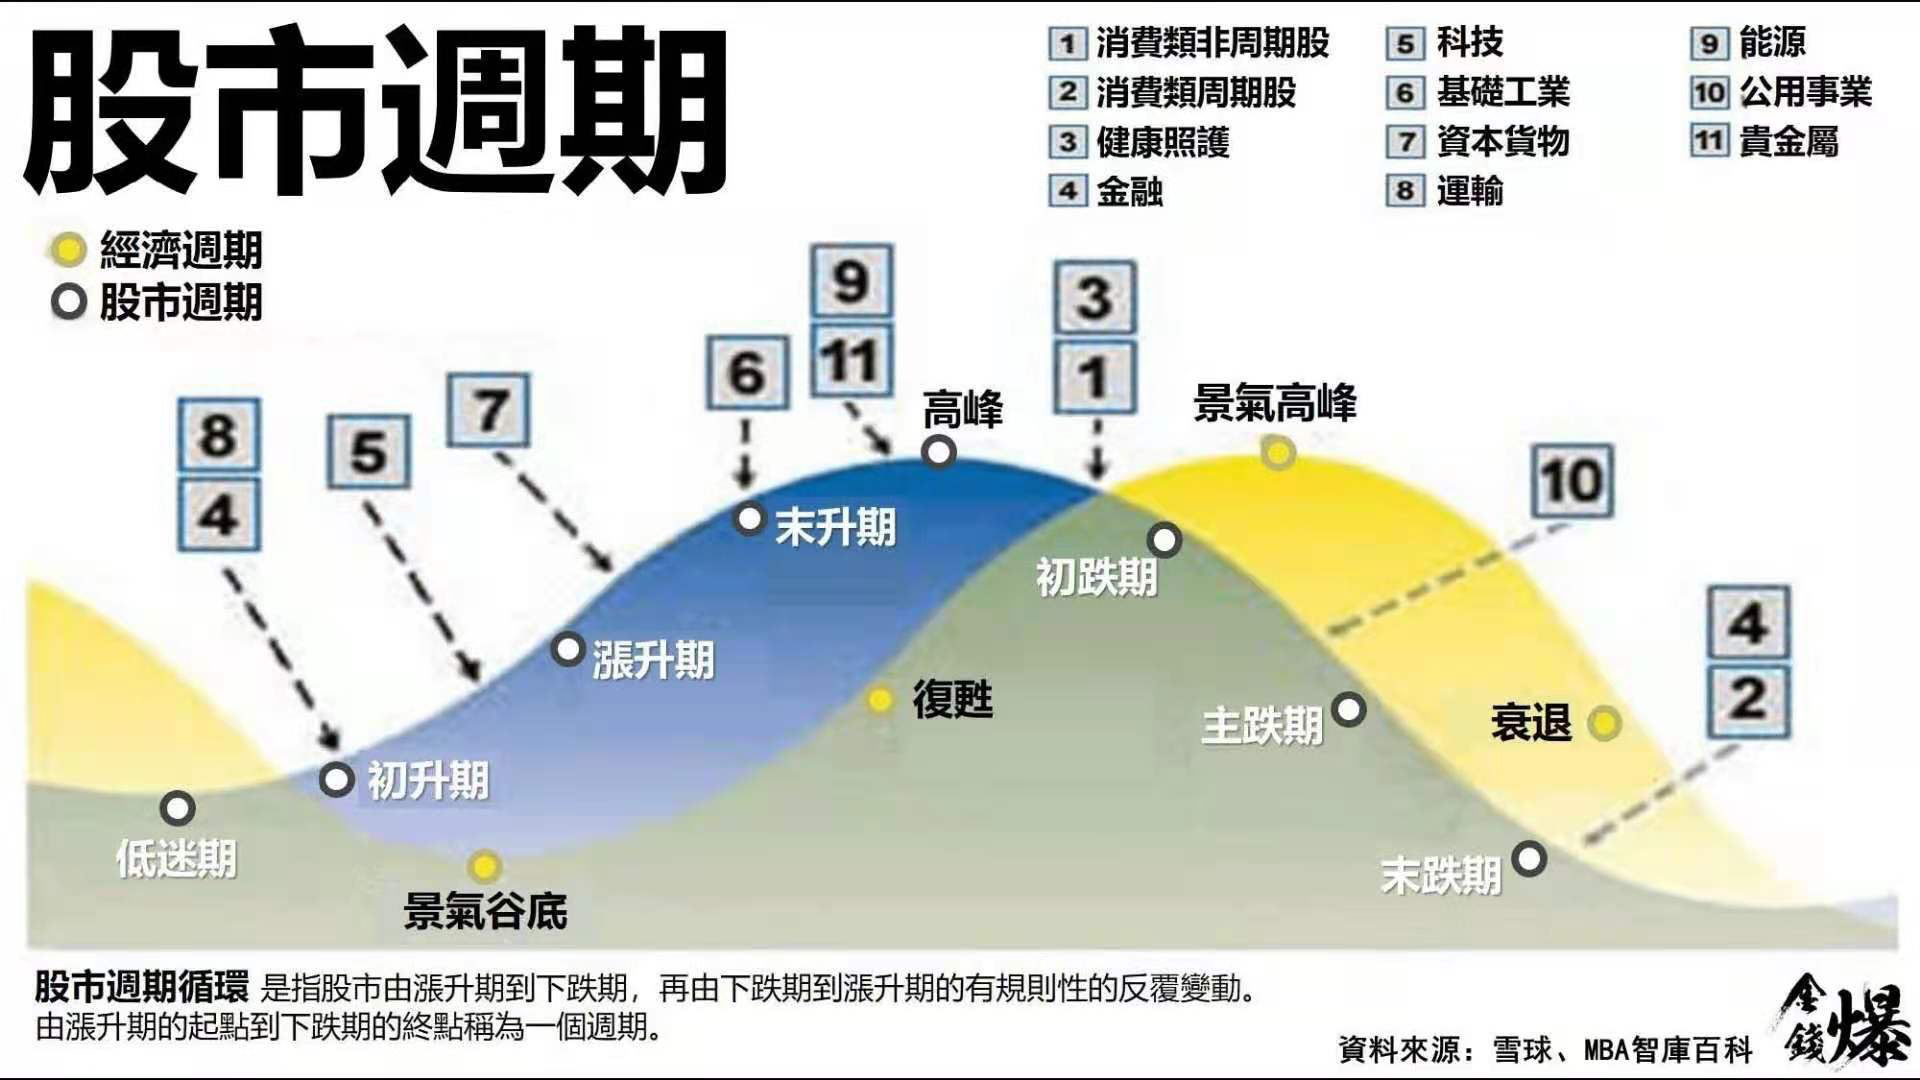 股市週期
1 消費類非周期股
2 消費類周期股
3 健康照護
4 金融
5 科技
6 基礎工業
7 資本貨物
8 運輸
9 能源
10 公用事業
11 貴金屬
經濟週期
股市週期
8
4
5
7
6
9
11
3
1
10
4
2
高峰
景氣高峰
末升期
初跌期
漲升期
復甦
主跌期
衰退
初升期
低迷期
景氣谷底
末跌期
股市週期循環 是指股市由漲升期到下跌期，再由下跌期到漲升期的有規則性的反覆變動。
由漲升期的起點到下跌期的終點稱為一個週期。
資料來源：雪球、MBA智庫百科
金錢爆